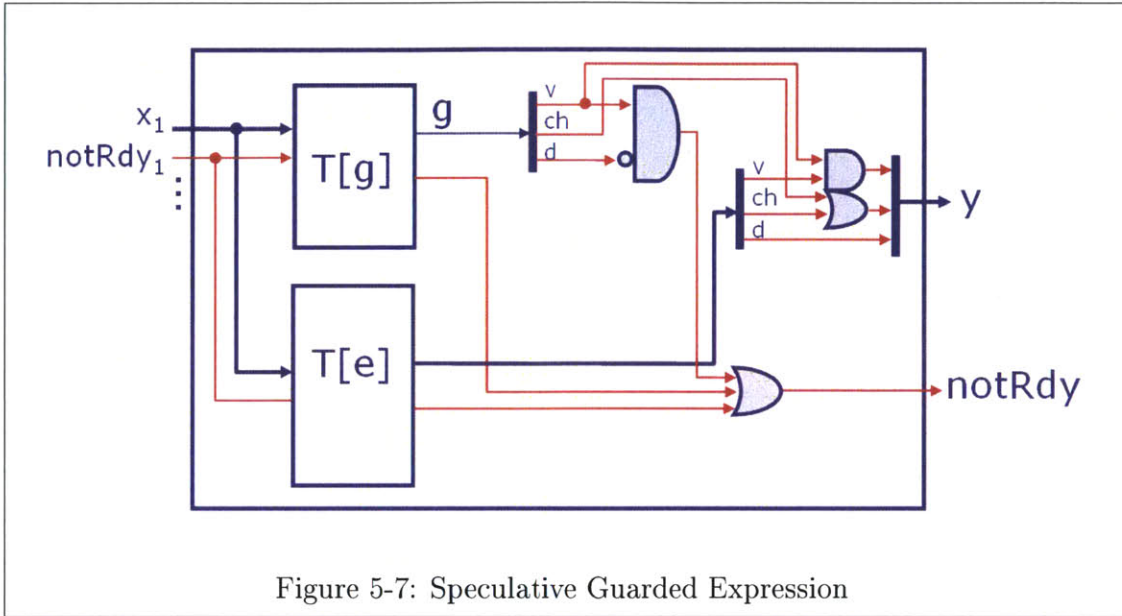 x₁
notRdy₁
⋮
T[g]
g
v
ch
d
v
ch
d
y
T[e]
notRdy
Figure 5-7: Speculative Guarded Expression